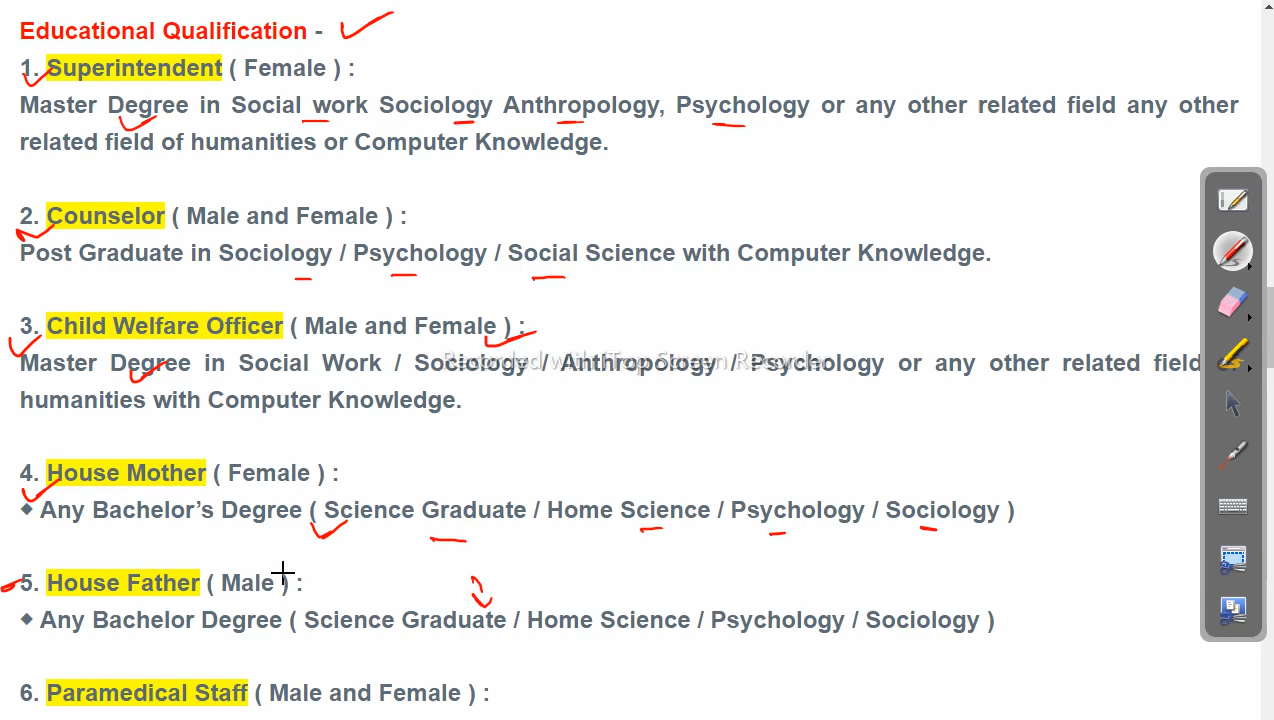 Educational Qualification -
1. Superintendent ( Female ) :
Master Degree in Social work Sociology Anthropology, Psychology or any other related field any other
related field of humanities or Computer Knowledge.
2. Counselor ( Male and Female ) :
Post Graduate in Sociology / Psychology / Social Science with Computer Knowledge.
3. Child Welfare Officer ( Male and Female ) :
Master Degree in Social Work / Sociology / Anthropology / Psychology or any other related field
Recorded with iTop Screen Recorder
humanities with Computer Knowledge.
4. House Mother ( Female ) :
◆ Any Bachelor’s Degree ( Science Graduate / Home Science / Psychology / Sociology )
5. House Father ( Male ) :
◆ Any Bachelor Degree ( Science Graduate / Home Science / Psychology / Sociology )
6. Paramedical Staff ( Male and Female ) :